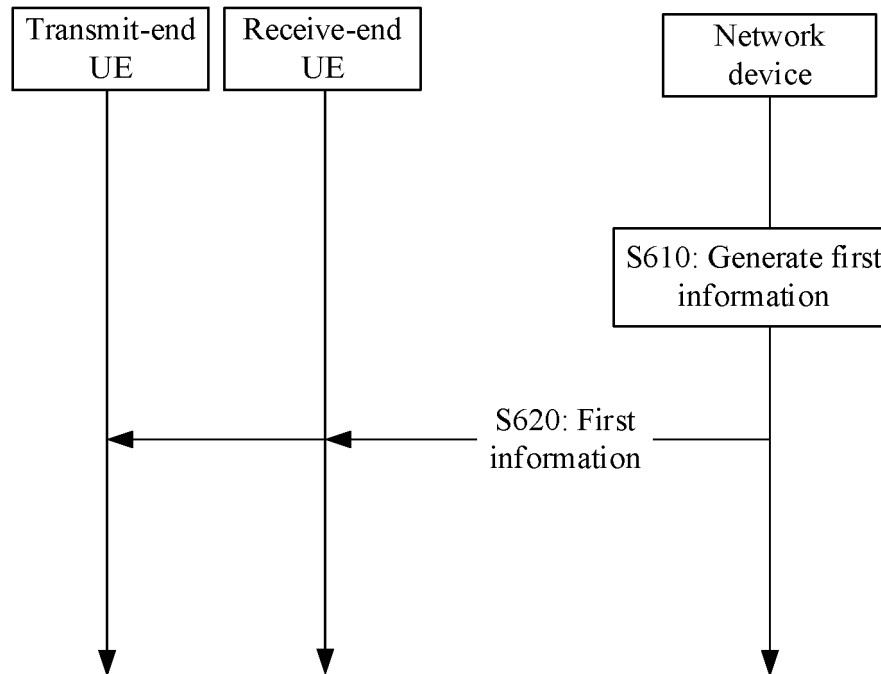 Transmit-end
UE
Receive-end
UE
Network
device
S610: Generate first
information
S620: First
information